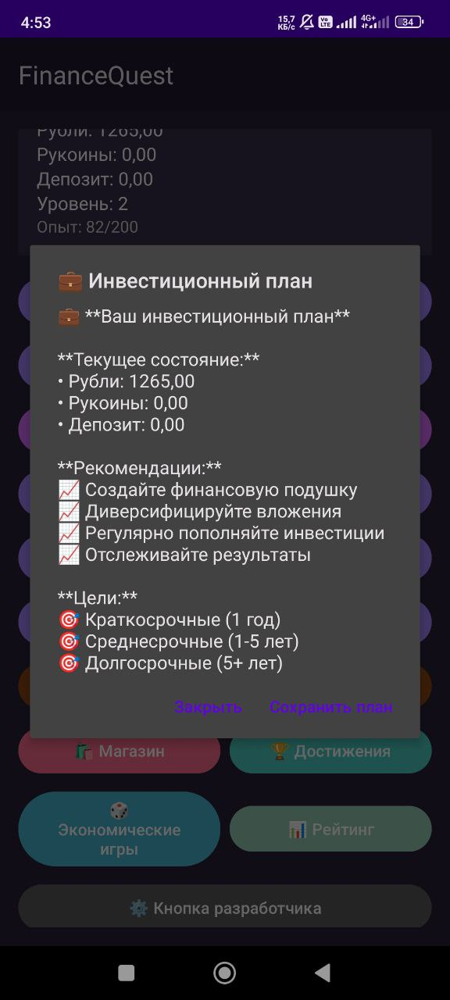 4:53
15,7
КБ/с
Vo
LTE
4G+
34
FinanceQuest
Рубли: 1265,00
Рукоины: 0,00
Депозит: 0,00
Уровень: 2
Опыт: 82/200
💼 Инвестиционный план
💼 **Ваш инвестиционный план**
**Текущее состояние:**
• Рубли: 1265,00
• Рукоины: 0,00
• Депозит: 0,00
**Рекомендации:**
📈 Создайте финансовую подушку
📈 Диверсифицируйте вложения
📈 Регулярно пополняйте инвестиции
📈 Отслеживайте результаты
**Цели:**
🎯 Краткосрочные (1 год)
🎯 Среднесрочные (1-5 лет)
🎯 Долгосрочные (5+ лет)
Закрыть Сохранить план
🛍️ Магазин
🏆 Достижения
🎲
Экономические
игры
📊 Рейтинг
⚙️ Кнопка разработчика